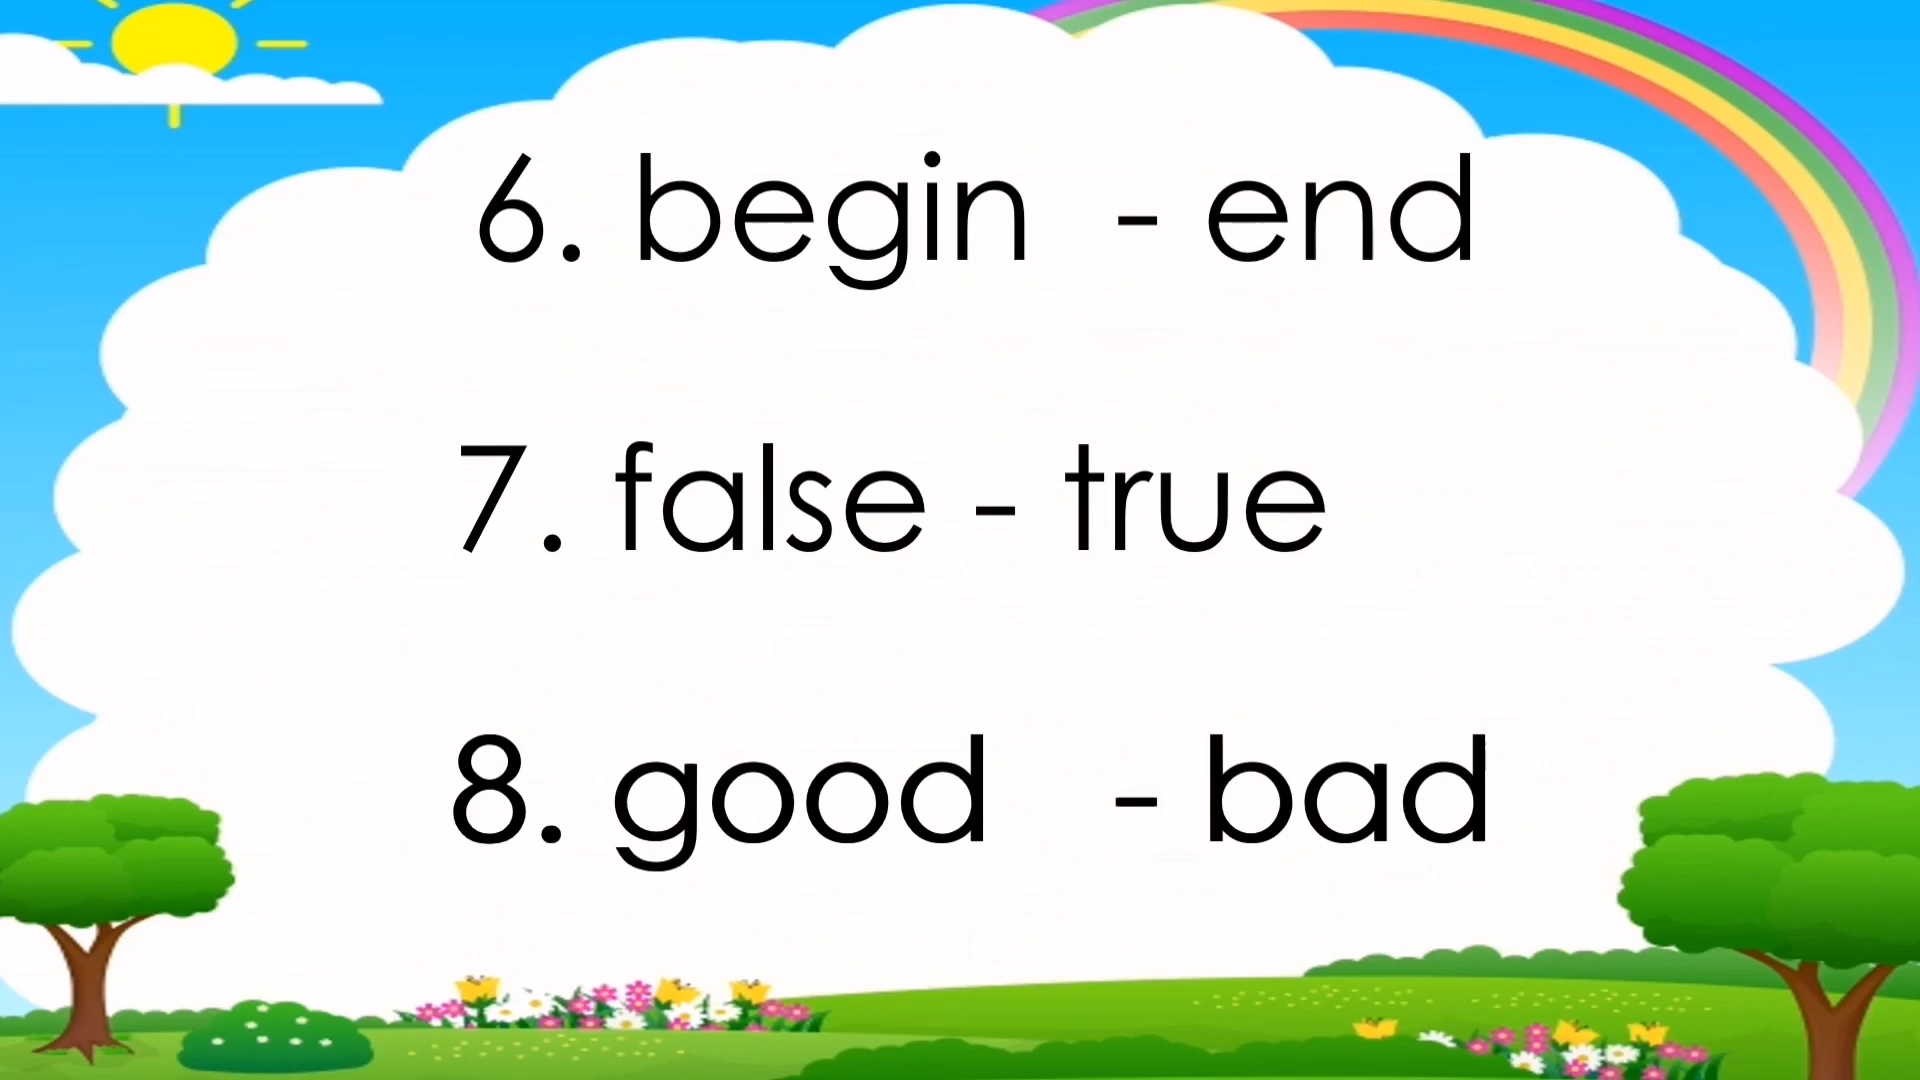 6. begin - end
7. false - true
8. good - bad